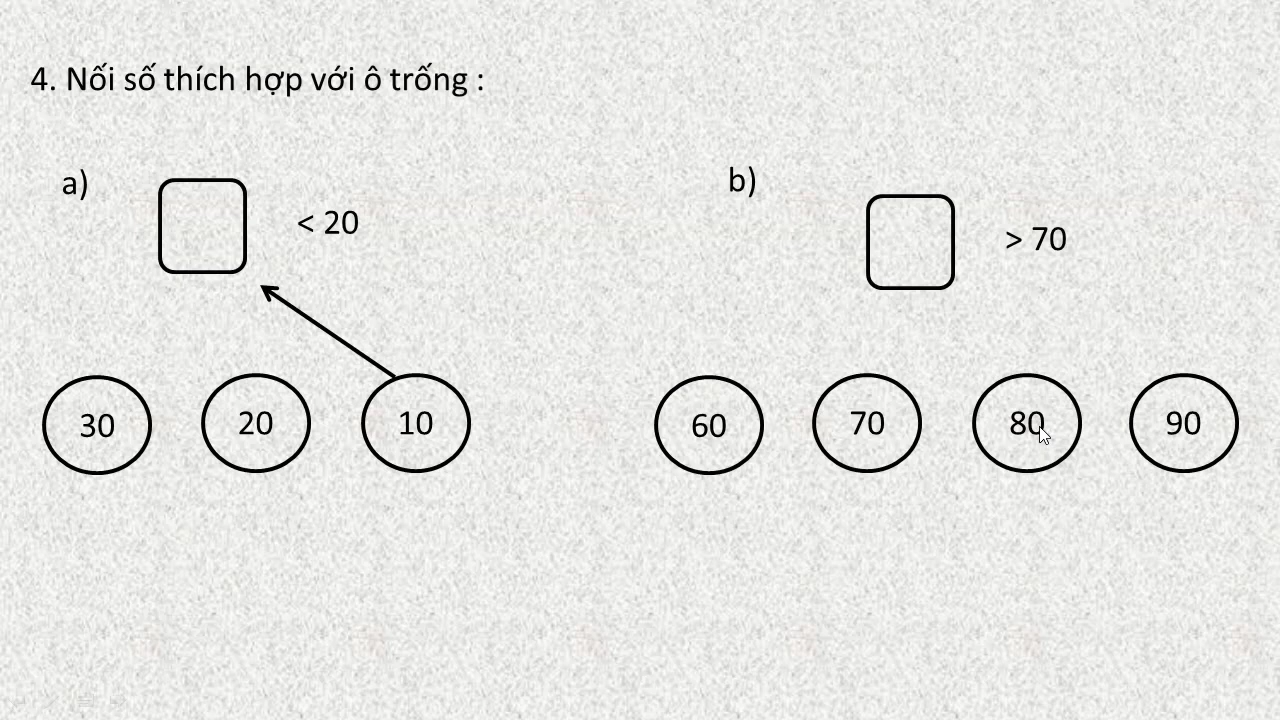 4. Nối số thích hợp với ô trống :
a)
< 20
30 20 10
b)
> 70
60 70 80 90